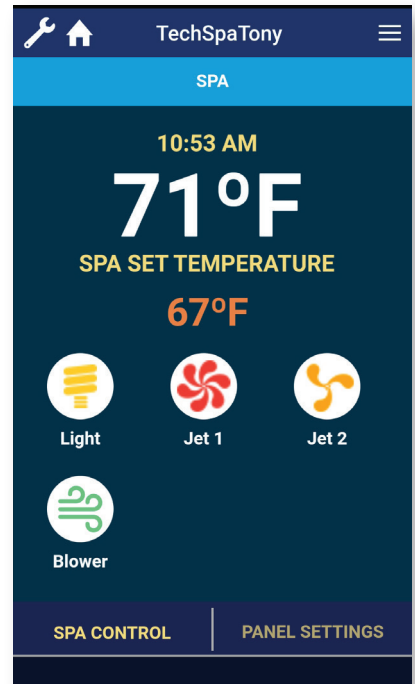 TechSpaTony
SPA
10:53 AM
71ºF
SPA SET TEMPERATURE
67ºF
Light Jet 1 Jet 2
Blower
SPA CONTROL PANEL SETTINGS